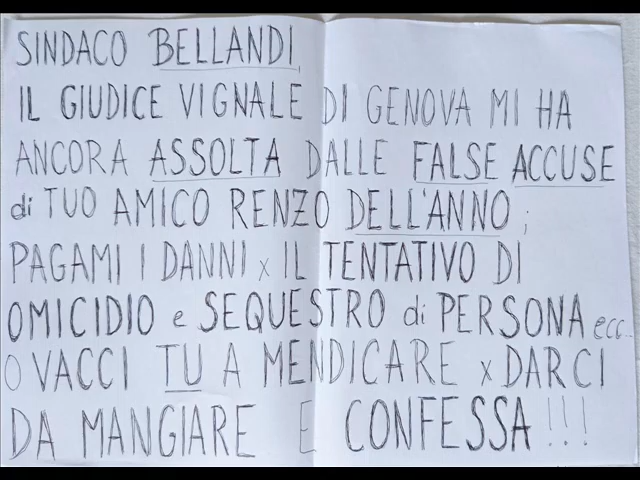 SINDACO BELLANDI,
IL GIUDICE VIGNALE DI GENOVA MI HA
ANCORA ASSOLTA DALLE FALSE ACCUSE
di TUO AMICO RENZO DELL'ANNO;
PAGAMI I DANNI x IL TENTATIVO DI
OMICIDIO e SEQUESTRO di PERSONA ecc..
O VACCI TU A MENDICARE x DARCI
DA MANGIARE E CONFESSA!!!